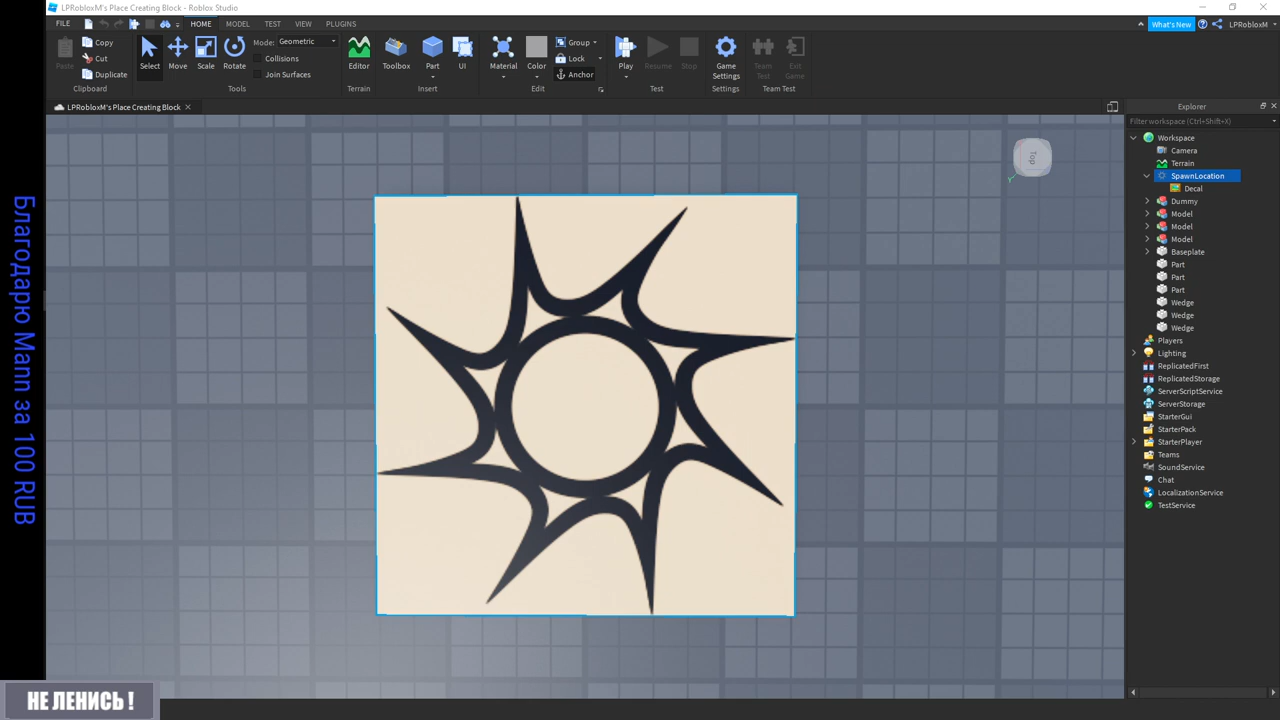 LPRobloxM's Place Creating Block - Roblox Studio
FILE HOME MODEL TEST VIEW PLUGINS What's New LPRobloxM
Paste Copy Cut Duplicate Clipboard
Select Move Scale Rotate Mode: Geometric Collisions Join Surfaces Tools
Editor Terrain
Toolbox Part UI Insert
Material Color Group Lock Anchor Edit
Play Resume Stop Test
Game Settings Settings
Team Test Exit Game Team Test
LPRobloxM's Place Creating Block
Top
Y
Explorer
Filter workspace (Ctrl+Shift+X)
Workspace
Camera
Terrain
SpawnLocation
Decal
Dummy
Model
Model
Model
Baseplate
Part
Part
Part
Wedge
Wedge
Wedge
Players
Lighting
ReplicatedFirst
ReplicatedStorage
ServerScriptService
ServerStorage
StarterGui
StarterPack
StarterPlayer
Teams
SoundService
Chat
LocalizationService
TestService
Благодарю Mann за 100 RUB
НЕ ЛЕНИСЬ !